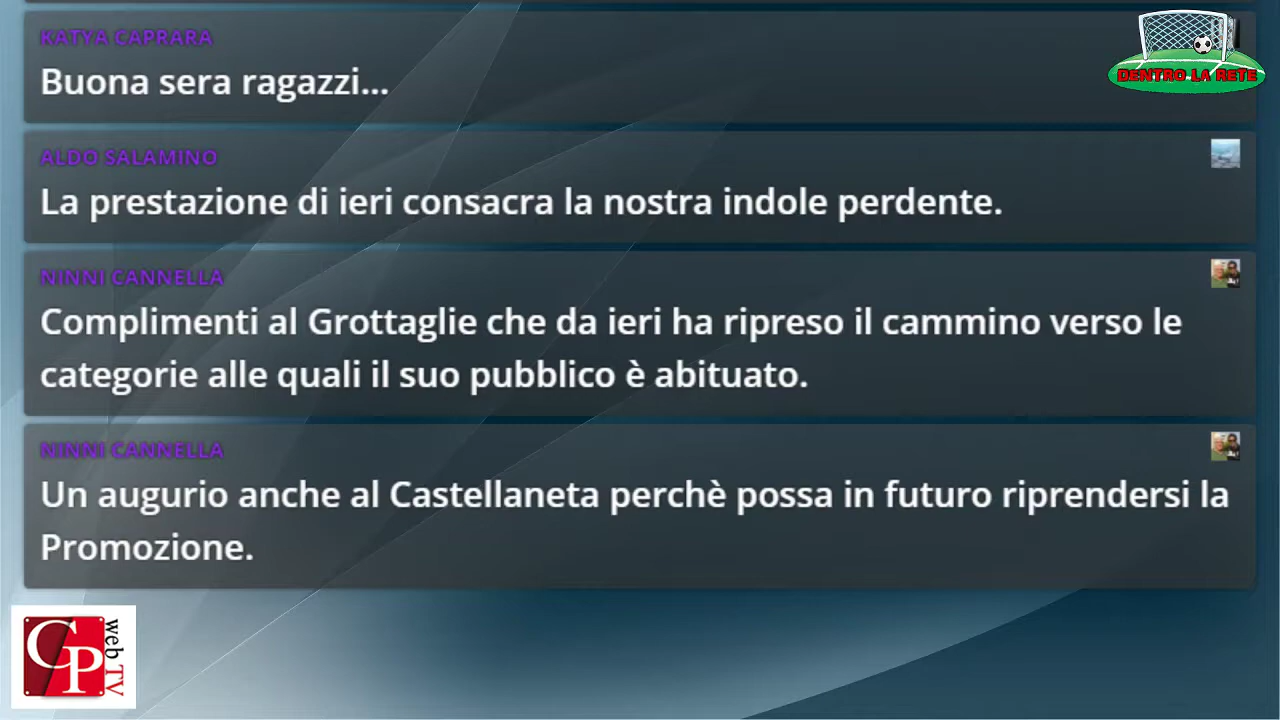 KATYA CAPRARA
Buona sera ragazzi...
DENTRO LA RETE
ALDO SALAMINO
La prestazione di ieri consacra la nostra indole perdente.
NINNI CANNELLA
Complimenti al Grottaglie che da ieri ha ripreso il cammino verso le
categorie alle quali il suo pubblico è abituato.
NINNI CANNELLA
Un augurio anche al Castellaneta perchè possa in futuro riprendersi la
Promozione.
CP
web TV